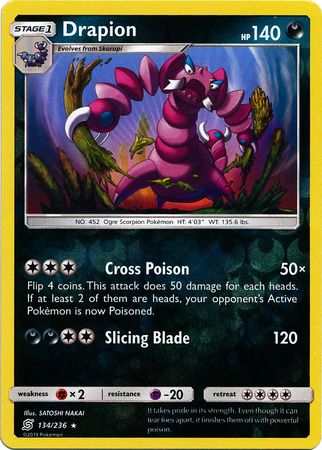 STAGE 1
Drapion
HP 140
Evolves from Skorupi
NO. 452 Ogre Scorpion Pokémon HT: 4'03" WT: 135.6 lbs.
Cross Poison 50×
Flip 4 coins. This attack does 50 damage for each heads.
If at least 2 of them are heads, your opponent's Active
Pokémon is now Poisoned.
Slicing Blade 120
weakness × 2 resistance -20 retreat
Illus. SATOSHI NAKAI
134/236 ★
©2019 Pokémon
It takes pride in its strength. Even though it can
tear foes apart, it finishes them off with powerful
poison.